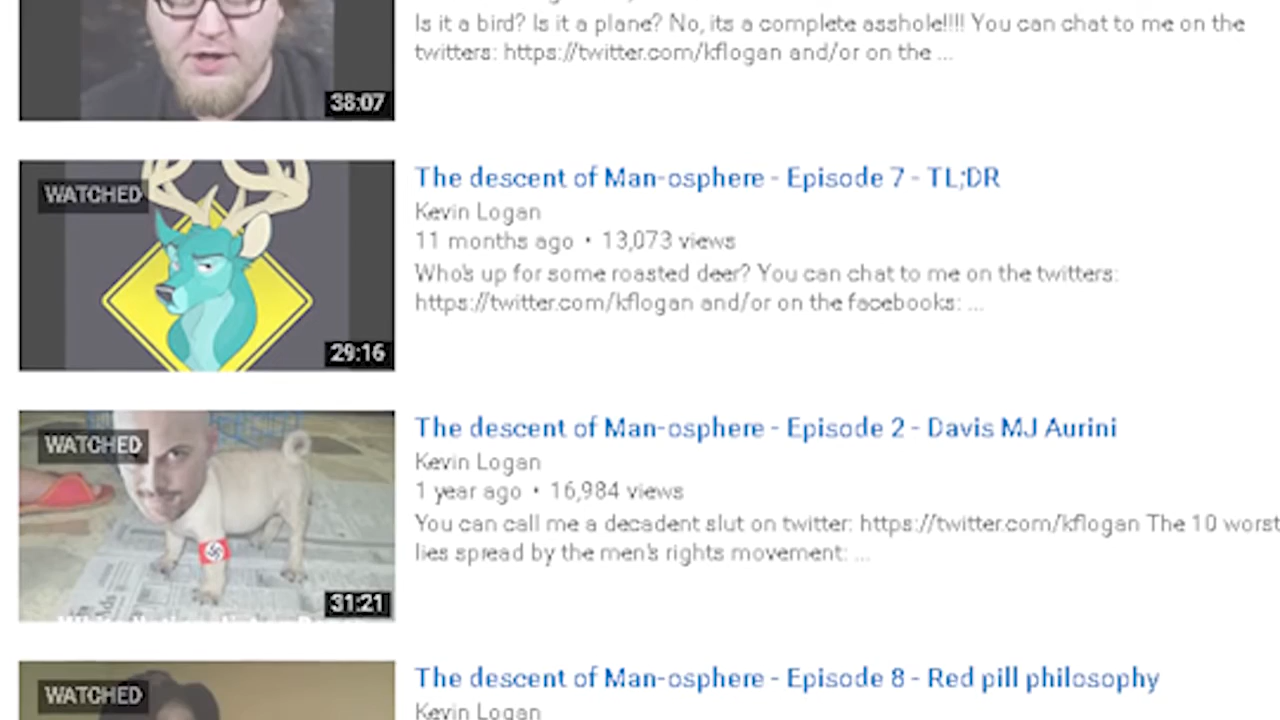 Is it a bird? Is it a plane? No, its a complete asshole!!!! You can chat to me on the
twitters: https://twitter.com/kflogan and/or on the ...
38:07
WATCHED
29:16
The descent of Man-osphere - Episode 7 - TL;DR
Kevin Logan
11 months ago • 13,073 views
Who's up for some roasted deer? You can chat to me on the twitters:
https://twitter.com/kflogan and/or on the facebooks: ...
WATCHED
31:21
The descent of Man-osphere - Episode 2 - Davis MJ Aurini
Kevin Logan
1 year ago • 16,984 views
You can call me a decadent slut on twitter: https://twitter.com/kflogan The 10 worst
lies spread by the men's rights movement: ...
WATCHED
The descent of Man-osphere - Episode 8 - Red pill philosophy
Kevin Logan